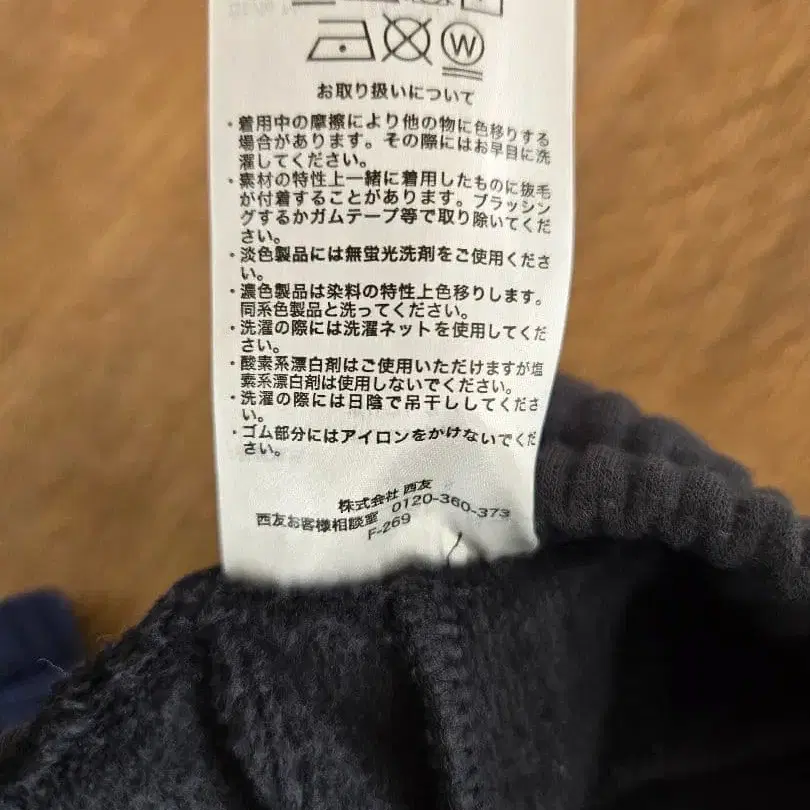 W
お取り扱いについて
・着用中の摩擦により他の物に色移りする
場合があります。その際にはお早目に洗
濯してください。
・素材の特性上一緒に着用したものに抜毛
が付着することがあります。ブラッシン
グするかガムテープ等で取り除いてくだ
さい。
・淡色製品には無蛍光洗剤をご使用くださ
い。
・濃色製品は染料の特性上色移りします。
同系色製品と洗ってください。
・洗濯の際には洗濯ネットを使用してくだ
さい。
・酸素系漂白剤はご使用いただけますが塩
素系漂白剤は使用しないでください。
・洗濯の際には日陰で吊干ししてくださ
い。
・ゴム部分にはアイロンをかけないでくだ
さい。
株式会社 西友
西友お客様相談室 0120-360-373
F-269